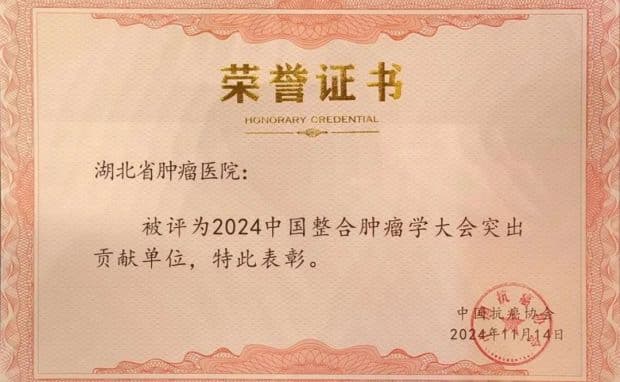 荣誉证书
HONORARY CREDENTIAL
湖北省肿瘤医院：
被评为2024中国整合肿瘤学大会突出
贡献单位，特此表彰。
中国抗癌协会
2024年11月14日